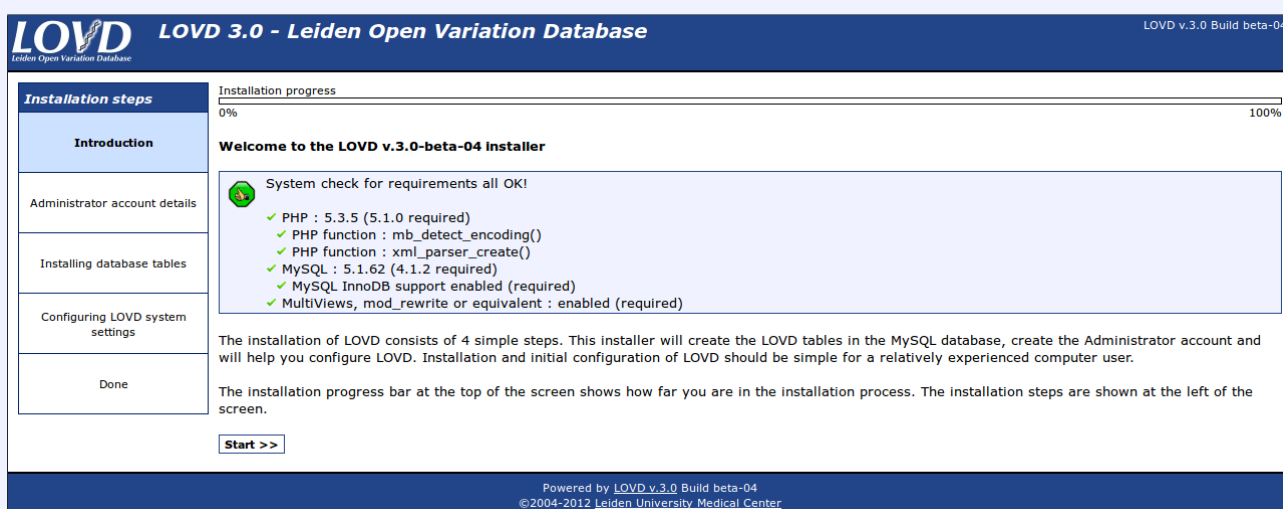 LOVD
Leiden Open Variation Database
LOVD 3.0 - Leiden Open Variation Database
LOVD v.3.0 Build beta-04
Installation steps
Introduction
Administrator account details
Installing database tables
Configuring LOVD system
settings
Done
Installation progress
0% 100%
Welcome to the LOVD v.3.0-beta-04 installer
System check for requirements all OK!
PHP : 5.3.5 (5.1.0 required)
PHP function : mb_detect_encoding()
PHP function : xml_parser_create()
MySQL : 5.1.62 (4.1.2 required)
MySQL InnoDB support enabled (required)
MultiViews, mod_rewrite or equivalent : enabled (required)
The installation of LOVD consists of 4 simple steps. This installer will create the LOVD tables in the MySQL database, create the Administrator account and
will help you configure LOVD. Installation and initial configuration of LOVD should be simple for a relatively experienced computer user.
The installation progress bar at the top of the screen shows how far you are in the installation process. The installation steps are shown at the left of the
screen.
Start >>
Powered by LOVD v.3.0 Build beta-04
©2004-2012 Leiden University Medical Center